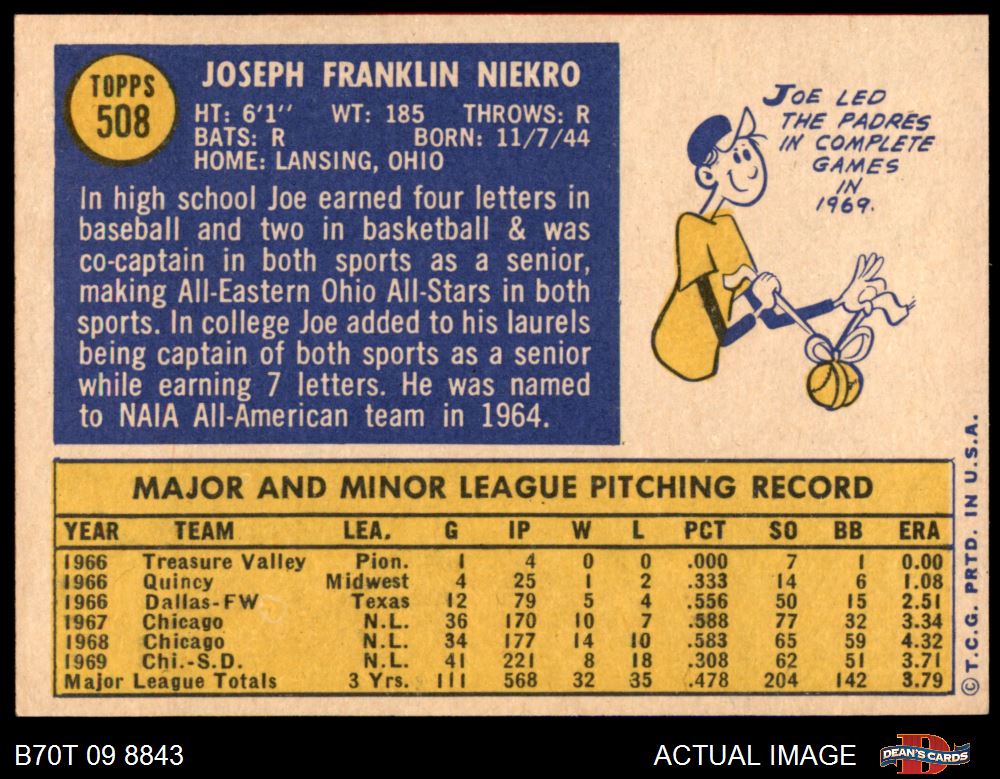 TOPPS
508
JOSEPH FRANKLIN NIEKRO
HT: 6'1'' WT: 185 THROWS: R
BATS: R BORN: 11/7/44
HOME: LANSING, OHIO
In high school Joe earned four letters in
baseball and two in basketball & was
co-captain in both sports as a senior,
making All-Eastern Ohio All-Stars in both
sports. In college Joe added to his laurels
being captain of both sports as a senior
while earning 7 letters. He was named
to NAIA All-American team in 1964.
JOE LED
THE PADRES
IN COMPLETE
GAMES
IN
1969.
MAJOR AND MINOR LEAGUE PITCHING RECORD
YEAR TEAM LEA. G IP W L PCT SO BB ERA
1966 Treasure Valley Pion. 1 4 0 0 .000 7 1 0.00
1966 Quincy Midwest 4 25 1 2 .333 14 6 1.08
1966 Dallas-FW Texas 12 79 5 4 .556 50 15 2.51
1967 Chicago N.L. 36 170 10 7 .588 77 32 3.34
1968 Chicago N.L. 34 177 14 10 .583 65 59 4.32
1969 Chi.-S.D. N.L. 41 221 8 18 .308 62 51 3.71
Major League Totals 3 Yrs. 111 568 32 35 .478 204 142 3.79
© T.C.G. PRTD. IN U.S.A.
B70T 09 8843
ACTUAL IMAGE
DEAN'S CARDS